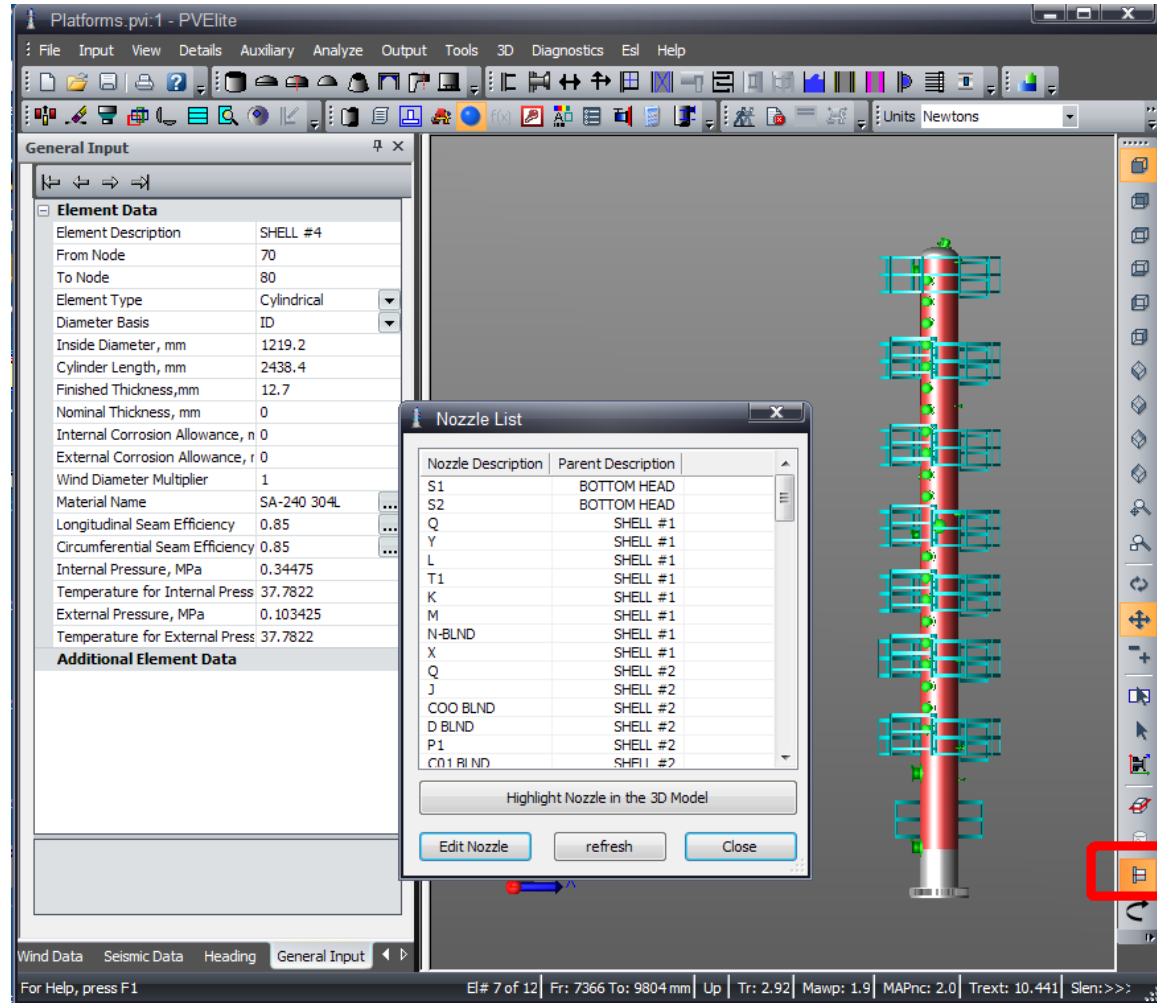 Platforms.pvi:1 - PVElite
File Input View Details Auxiliary Analyze Output Tools 3D Diagnostics Esl Help
Units Newtons
General Input
Element Data
Element Description SHELL #4
From Node 70
To Node 80
Element Type Cylindrical
Diameter Basis ID
Inside Diameter, mm 1219.2
Cylinder Length, mm 2438.4
Finished Thickness,mm 12.7
Nominal Thickness, mm 0
Internal Corrosion Allowance, n 0
External Corrosion Allowance, r 0
Wind Diameter Multiplier 1
Material Name SA-240 304L ...
Longitudinal Seam Efficiency 0.85 ...
Circumferential Seam Efficiency 0.85 ...
Internal Pressure, MPa 0.34475
Temperature for Internal Press 37.7822
External Pressure, MPa 0.103425
Temperature for External Press 37.7822
Additional Element Data
Nozzle List
Nozzle Description Parent Description
S1 BOTTOM HEAD
S2 BOTTOM HEAD
Q SHELL #1
Y SHELL #1
L SHELL #1
T1 SHELL #1
K SHELL #1
M SHELL #1
N-BLND SHELL #1
X SHELL #1
Q SHELL #2
J SHELL #2
COO BLND SHELL #2
D BLND SHELL #2
P1 SHELL #2
C01 BLND SHELL #2
Highlight Nozzle in the 3D Model
Edit Nozzle refresh Close
X
Wind Data Seismic Data Heading General Input
For Help, press F1 El# 7 of 12 Fr: 7366 To: 9804 mm Up Tr: 2.92 Mawp: 1.9 MAPnc: 2.0 Trext: 10.441 Slen:>>>